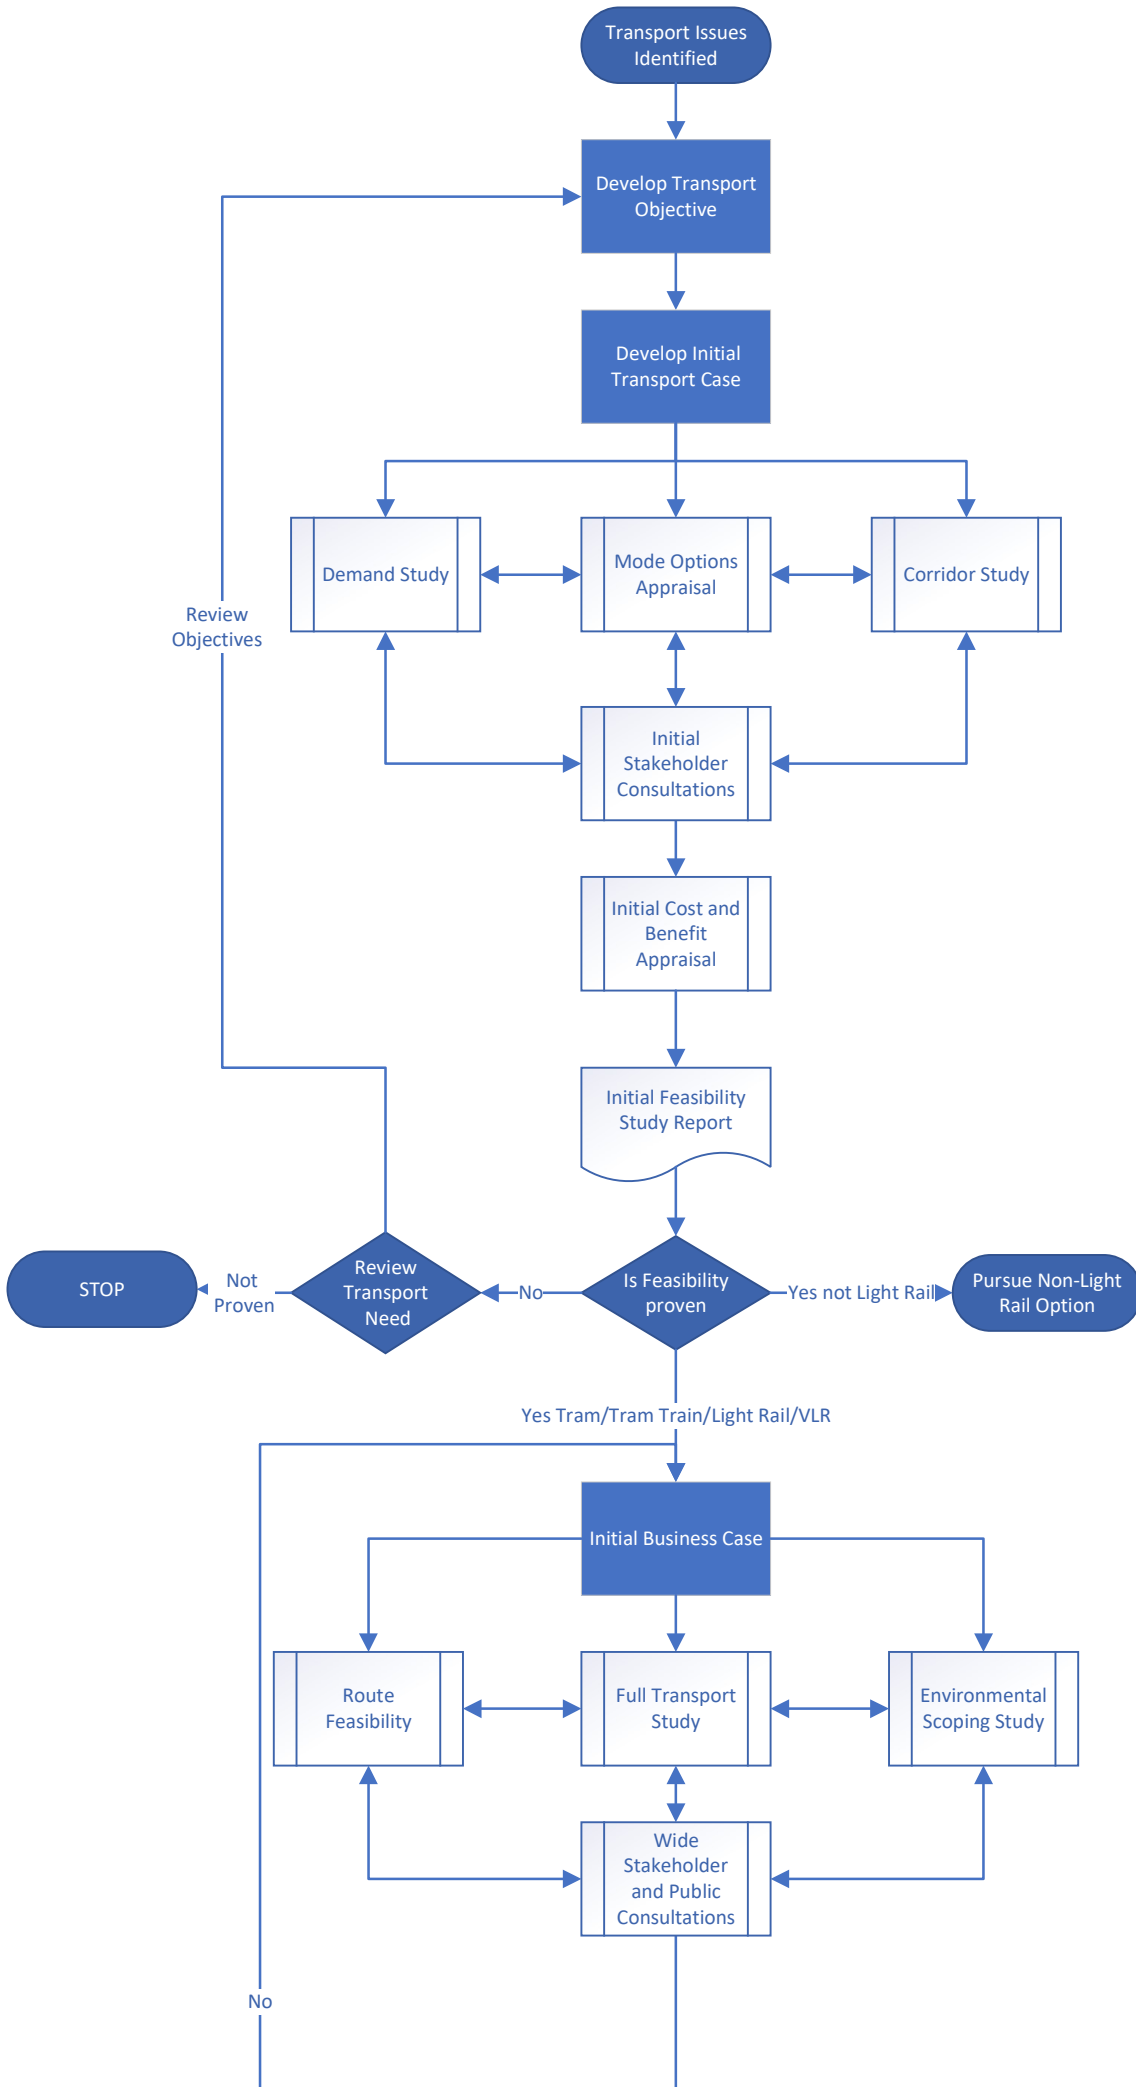 Transport Issues
Identified
Develop Transport
Objective
Develop Initial
Transport Case
Demand Study
Mode Options
Appraisal
Corridor Study
Review
Objectives
Initial
Stakeholder
Consultations
Initial Cost and
Benefit
Appraisal
Initial Feasibility
Study Report
STOP
Not
Proven
Review
Transport
Need
No
Is Feasibility
proven
Yes not Light Rail
Pursue Non-Light
Rail Option
Yes Tram/Tram Train/Light Rail/VLR
Initial Business Case
Route
Feasibility
Full Transport
Study
Environmental
Scoping Study
Wide
Stakeholder
and Public
Consultations
No